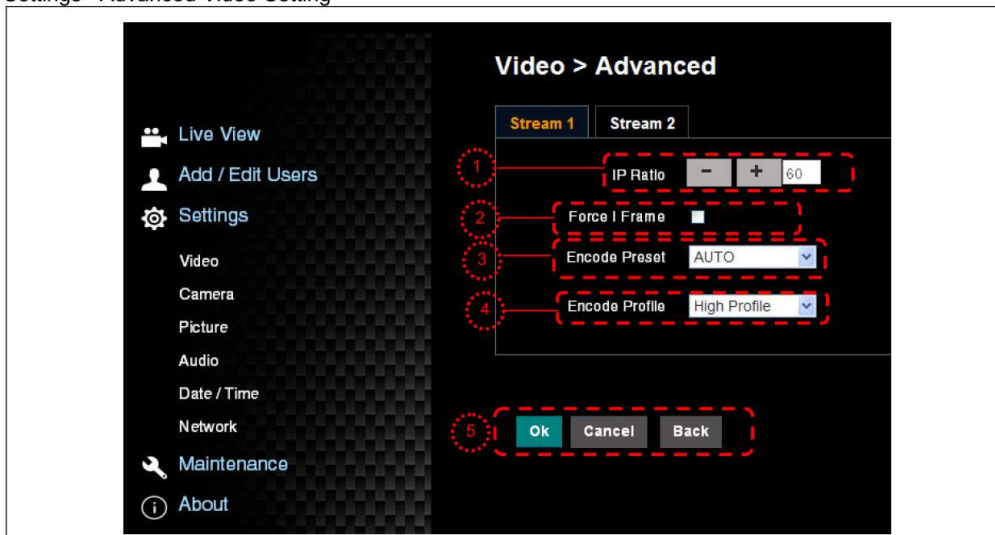 Settings - Advanced Video Setting
Video > Advanced
Live View
Add / Edit Users
Settings
Video
Camera
Picture
Audio
Date / Time
Network
Maintenance
About
Stream 1 Stream 2
1 IP Ratio - + 60
2 Force I Frame
3 Encode Preset AUTO
4 Encode Profile High Profile
5 Ok Cancel Back